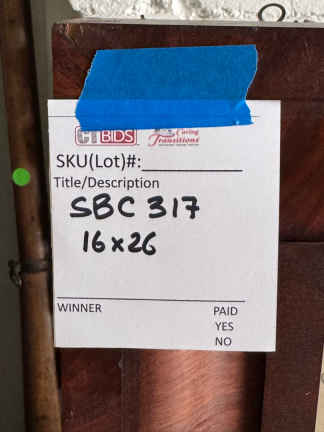 CTBIDS Caring Transitions
SKU(Lot)#:
Title/Description
SBC 317
16x26
WINNER PAID
YES
NO